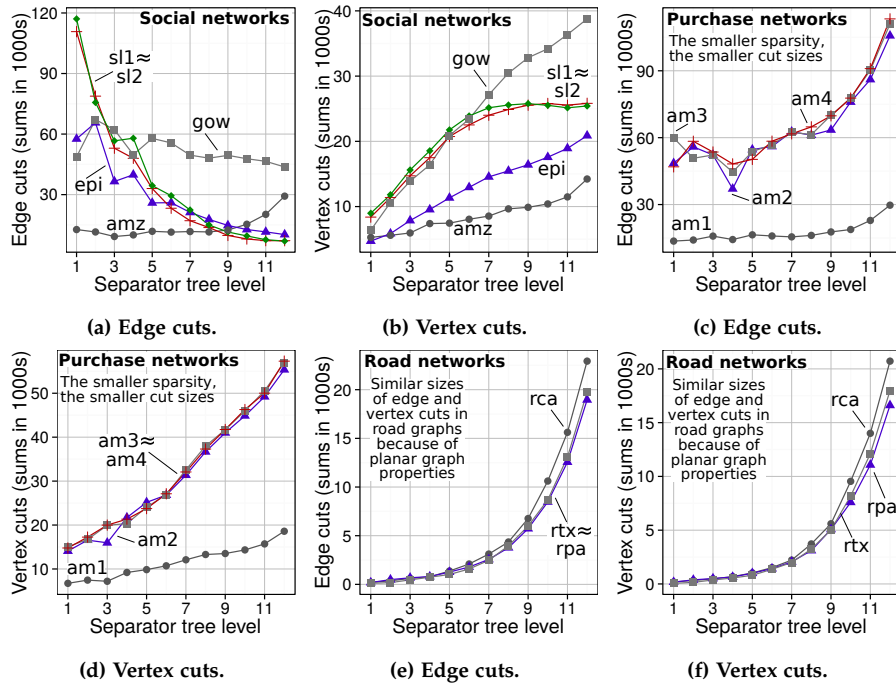 Social networks
Edge cuts (sums in 1000s)
120
90
60
30
sl1≈
sl2
gow
epi
amz
1 3 5 7 9 11
Separator tree level
(a) Edge cuts.
Social networks
Vertex cuts (sums in 1000s)
40
30
20
10
gow
sl1≈
sl2
epi
amz
1 3 5 7 9 11
Separator tree level
(b) Vertex cuts.
Purchase networks
The smaller sparsity,
the smaller cut sizes
Edge cuts (sums in 1000s)
90
60
30
am3
am4
am2
am1
1 3 5 7 9 11
Separator tree level
(c) Edge cuts.
Purchase networks
The smaller sparsity,
the smaller cut sizes
Vertex cuts (sums in 1000s)
50
40
30
20
10
am3≈
am4
am2
am1
1 3 5 7 9 11
Separator tree level
(d) Vertex cuts.
Road networks
Similar sizes
of edge and
vertex cuts in
road graphs
because of
planar graph
properties
Edge cuts (sums in 1000s)
20
15
10
5
0
rca
rtx≈
rpa
1 3 5 7 9 11
Separator tree level
(e) Edge cuts.
Road networks
Similar sizes
of edge and
vertex cuts in
road graphs
because of
planar graph
properties
Vertex cuts (sums in 1000s)
20
15
10
5
0
rca
rpa
rtx
1 3 5 7 9 11
Separator tree level
(f) Vertex cuts.